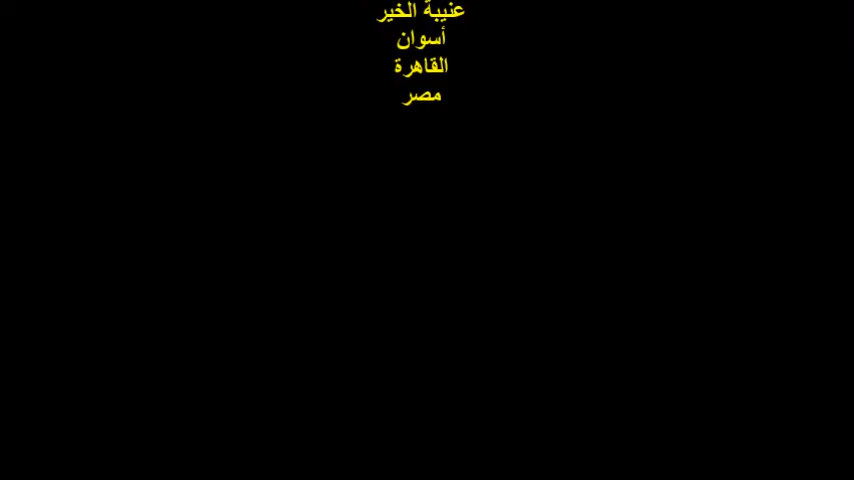 عنيبة الخير
أسوان
القاهرة
مصر